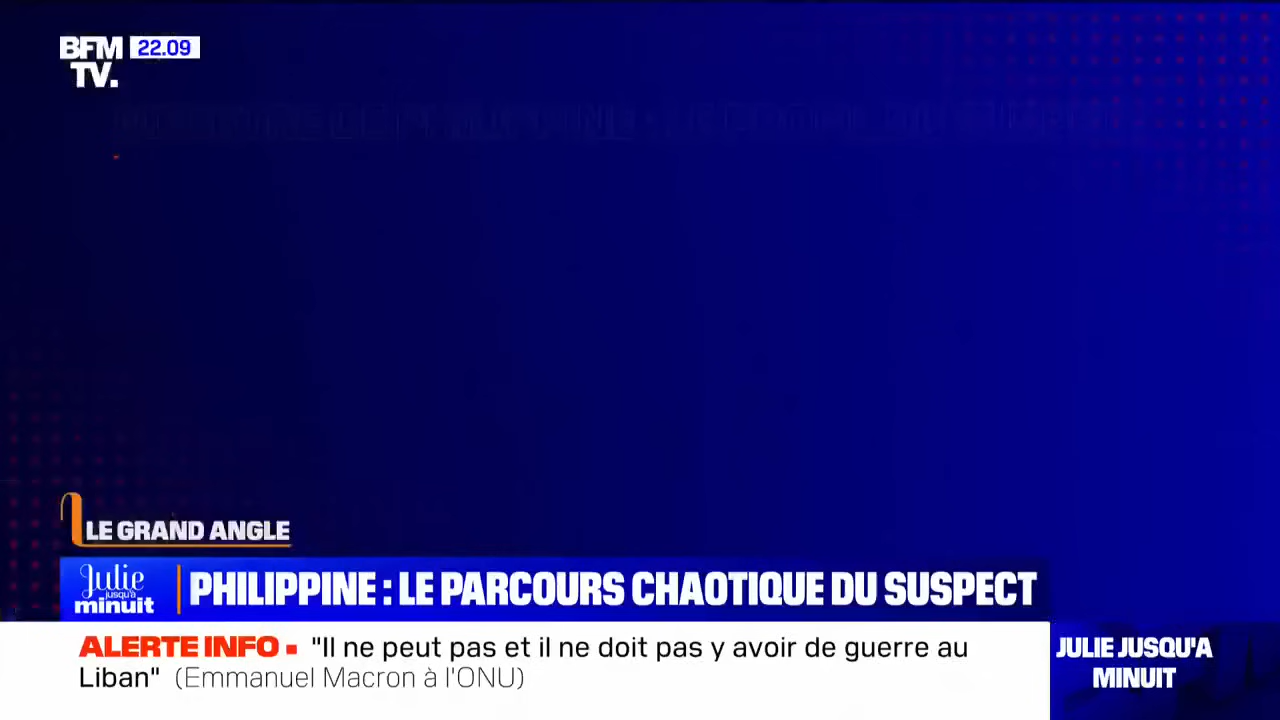 BFM
TV.
22.09
LE GRAND ANGLE
Julie
jusqu'à
minuit
PHILIPPINE : LE PARCOURS CHAOTIQUE DU SUSPECT
ALERTE INFO ▪ "Il ne peut pas et il ne doit pas y avoir de guerre au
Liban" (Emmanuel Macron à l'ONU)
JULIE JUSQU'A
MINUIT